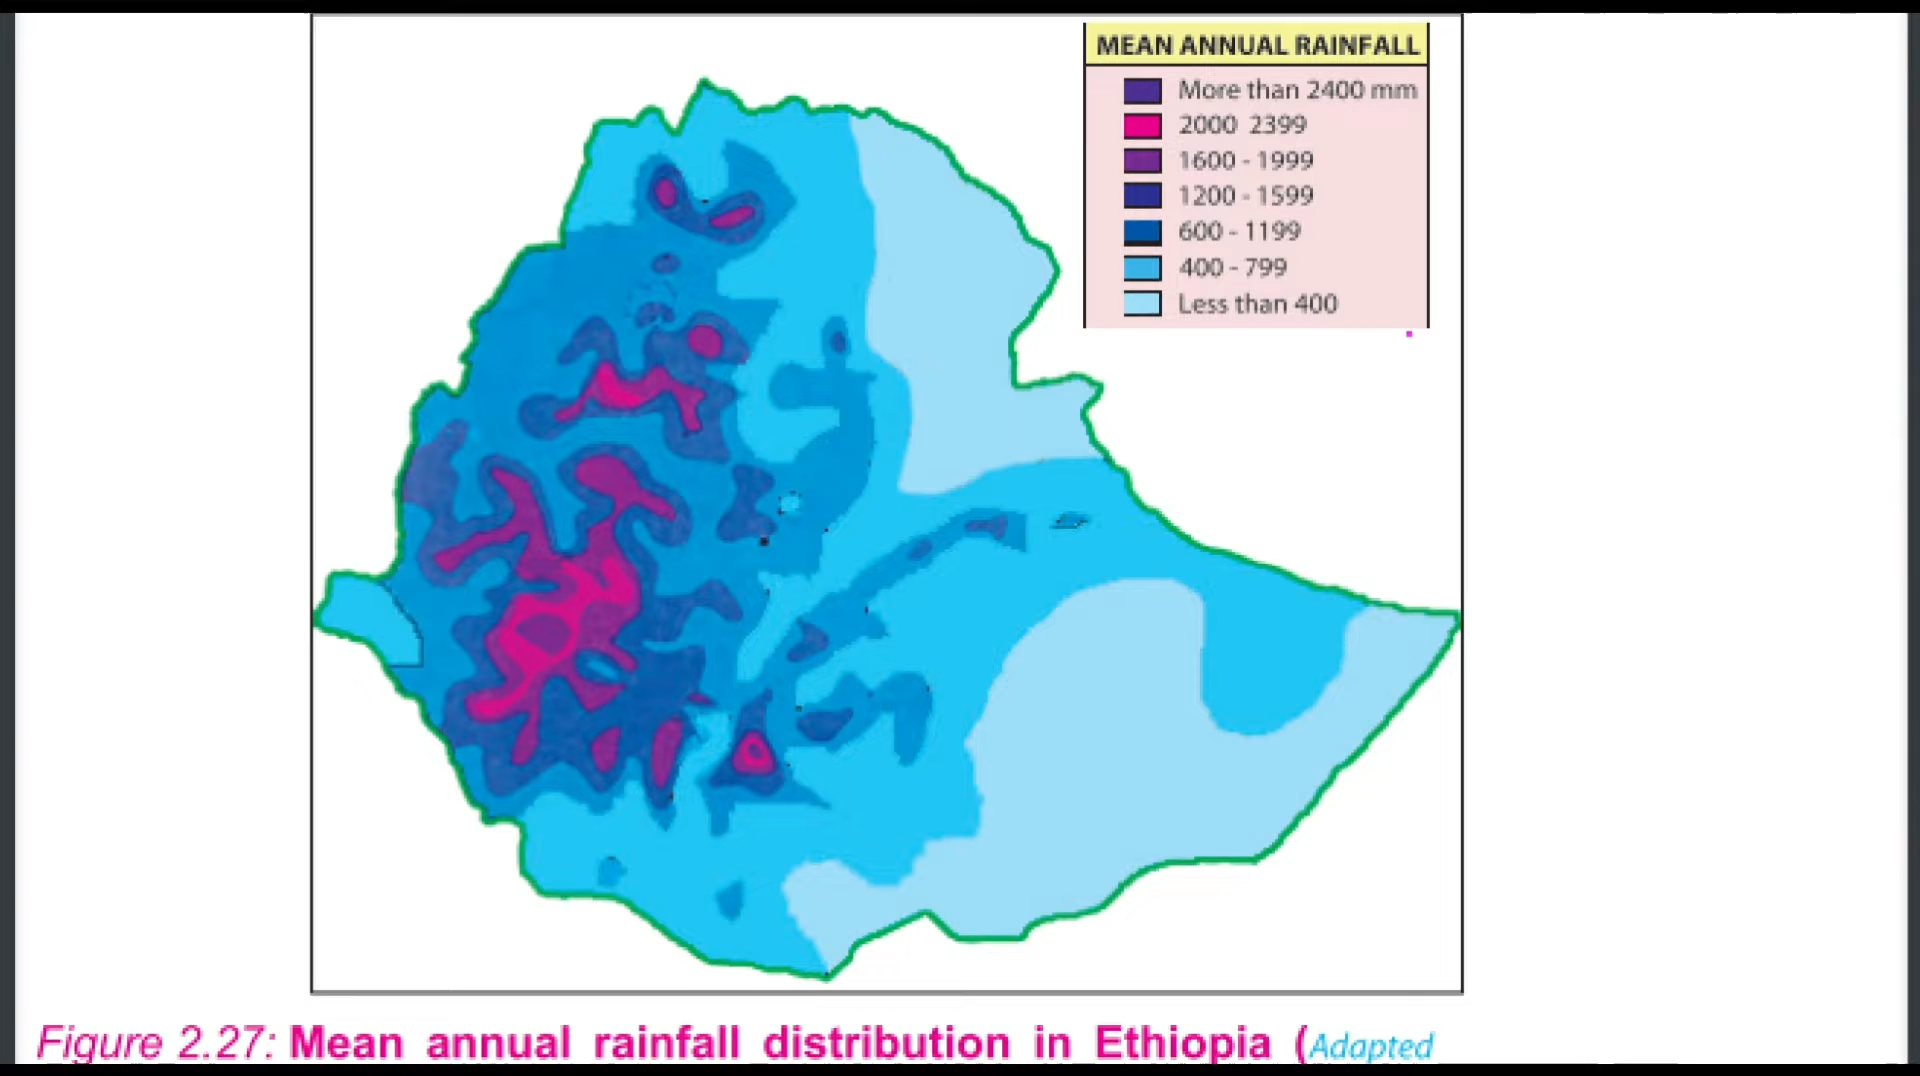 MEAN ANNUAL RAINFALL
More than 2400 mm
2000 2399
1600 - 1999
1200 - 1599
600 - 1199
400 - 799
Less than 400
Figure 2.27: Mean annual rainfall distribution in Ethiopia (Adapted